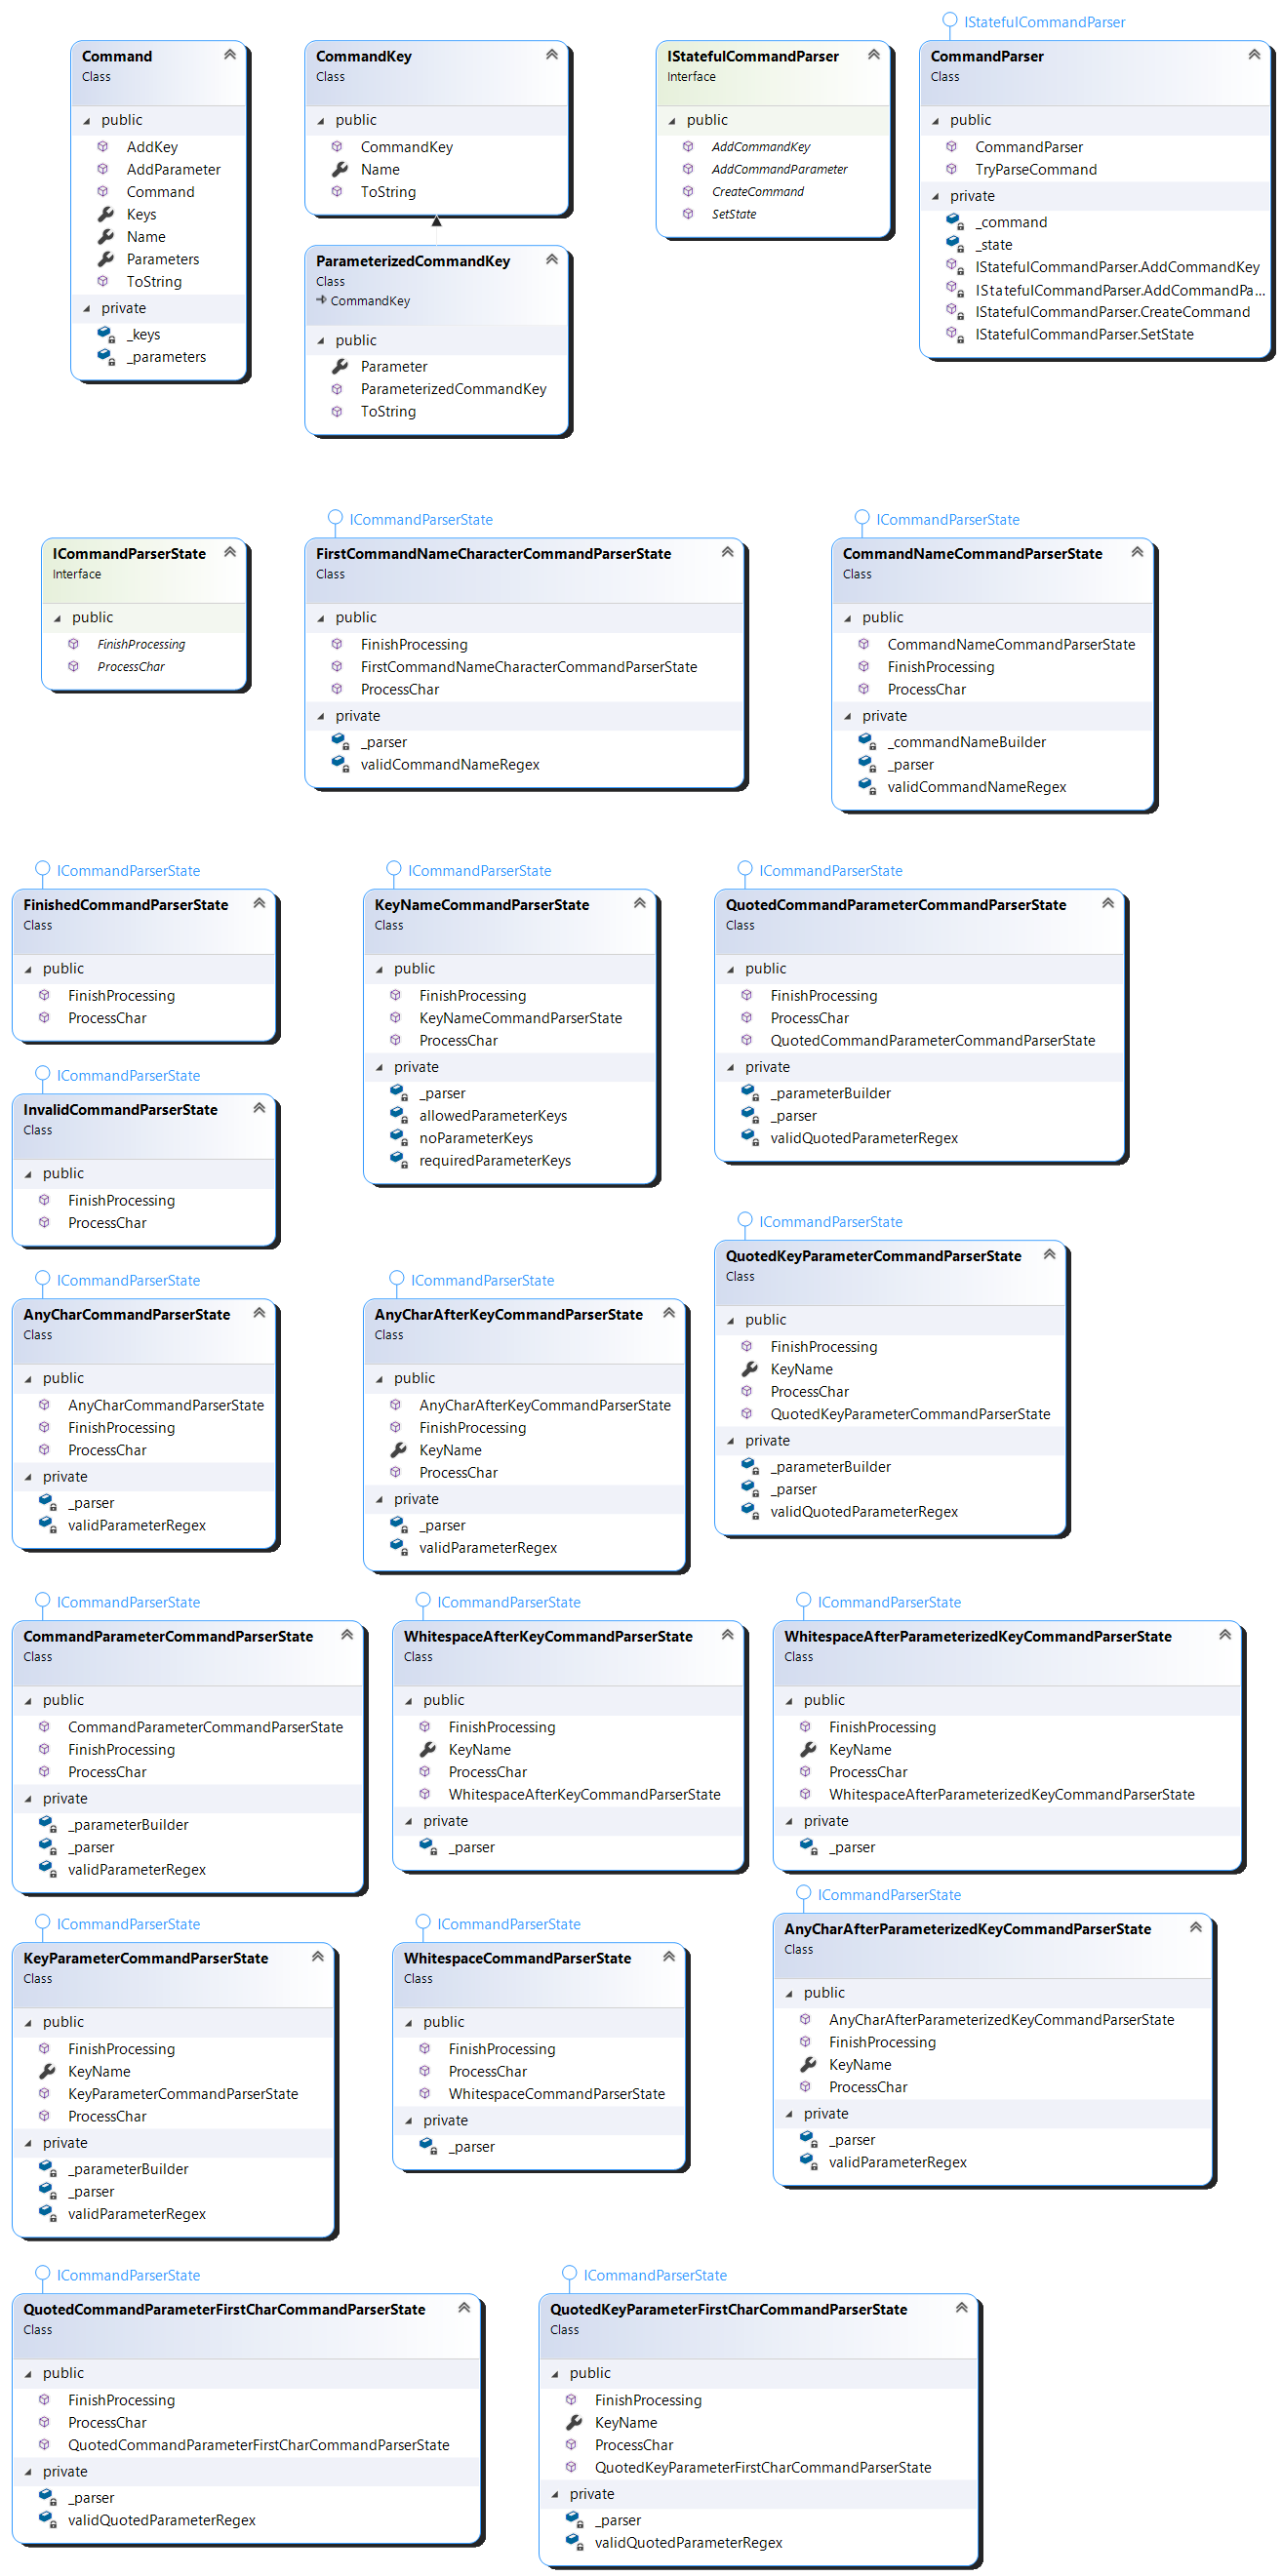 Command
Class
public
AddKey
AddParameter
Command
Keys
Name
Parameters
ToString
private
_keys
_parameters
CommandKey
Class
public
CommandKey
Name
ToString
ParameterizedCommandKey
Class
CommandKey
public
Parameter
ParameterizedCommandKey
ToString
IStatefulCommandParser
Interface
public
AddCommandKey
AddCommandParameter
CreateCommand
SetState
IStatefulCommandParser
CommandParser
Class
public
CommandParser
TryParseCommand
private
_command
_state
IStatefulCommandParser.AddCommandKey
IStatefulCommandParser.AddCommandPa...
IStatefulCommandParser.CreateCommand
IStatefulCommandParser.SetState
ICommandParserState
Interface
public
FinishProcessing
ProcessChar
ICommandParserState
FirstCommandNameCharacterCommandParserState
Class
public
FinishProcessing
FirstCommandNameCharacterCommandParserState
ProcessChar
private
_parser
validCommandNameRegex
ICommandParserState
CommandNameCommandParserState
Class
public
CommandNameCommandParserState
FinishProcessing
ProcessChar
private
_commandNameBuilder
_parser
validCommandNameRegex
ICommandParserState
FinishedCommandParserState
Class
public
FinishProcessing
ProcessChar
ICommandParserState
KeyNameCommandParserState
Class
public
FinishProcessing
KeyNameCommandParserState
ProcessChar
private
_parser
allowedParameterKeys
noParameterKeys
requiredParameterKeys
ICommandParserState
QuotedCommandParameterCommandParserState
Class
public
FinishProcessing
ProcessChar
QuotedCommandParameterCommandParserState
private
_parameterBuilder
_parser
validQuotedParameterRegex
ICommandParserState
InvalidCommandParserState
Class
public
FinishProcessing
ProcessChar
ICommandParserState
QuotedKeyParameterCommandParserState
Class
public
FinishProcessing
KeyName
ProcessChar
QuotedKeyParameterCommandParserState
private
_parameterBuilder
_parser
validQuotedParameterRegex
ICommandParserState
AnyCharCommandParserState
Class
public
AnyCharCommandParserState
FinishProcessing
ProcessChar
private
_parser
validParameterRegex
ICommandParserState
AnyCharAfterKeyCommandParserState
Class
public
AnyCharAfterKeyCommandParserState
FinishProcessing
KeyName
ProcessChar
private
_parser
validParameterRegex
ICommandParserState
CommandParameterCommandParserState
Class
public
CommandParameterCommandParserState
FinishProcessing
ProcessChar
private
_parameterBuilder
_parser
validParameterRegex
ICommandParserState
WhitespaceAfterKeyCommandParserState
Class
public
FinishProcessing
KeyName
ProcessChar
WhitespaceAfterKeyCommandParserState
private
_parser
ICommandParserState
WhitespaceAfterParameterizedKeyCommandParserState
Class
public
FinishProcessing
KeyName
ProcessChar
WhitespaceAfterParameterizedKeyCommandParserState
private
_parser
ICommandParserState
KeyParameterCommandParserState
Class
public
FinishProcessing
KeyName
KeyParameterCommandParserState
ProcessChar
private
_parameterBuilder
_parser
validParameterRegex
ICommandParserState
WhitespaceCommandParserState
Class
public
FinishProcessing
ProcessChar
WhitespaceCommandParserState
private
_parser
ICommandParserState
AnyCharAfterParameterizedKeyCommandParserState
Class
public
AnyCharAfterParameterizedKeyCommandParserState
FinishProcessing
KeyName
ProcessChar
private
_parser
validParameterRegex
ICommandParserState
QuotedCommandParameterFirstCharCommandParserState
Class
public
FinishProcessing
ProcessChar
QuotedCommandParameterFirstCharCommandParserState
private
_parser
validQuotedParameterRegex
ICommandParserState
QuotedKeyParameterFirstCharCommandParserState
Class
public
FinishProcessing
KeyName
ProcessChar
QuotedKeyParameterFirstCharCommandParserState
private
_parser
validQuotedParameterRegex